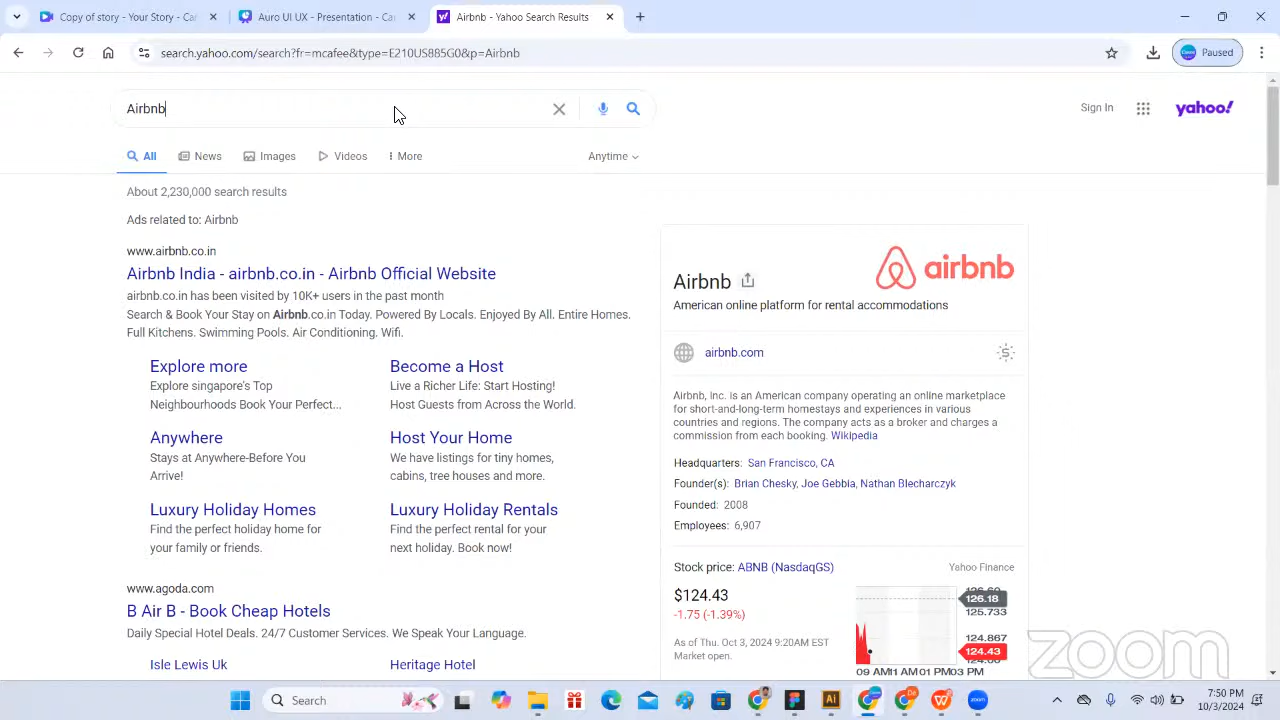 Copy of your story - Your Cal
Auro UI UX - Presentations - Ca
Airbnb - Yahoo Search Results
search.yahoo.com/search?fr=mcafee&type=E210US885G0&p=Airbnb
Paused
Airbnb
Sign In
yahoo!
All
News
Images
Videos
More
Anytime
About 2,230,000 search results
Ads related to: Airbnb
www.airbnb.co.in
Airbnb India - airbnb.co.in - Airbnb Official Website
airbnb.co.in has been visited by 10K+ users in the past month
Search & Book Your Stay on Airbnb.co.in Today. Powered By Locals. Enjoyed By All. Entire Homes.
Full Kitchens. Swimming Pools. Air Conditioning. Wifi.
Explore more
Explore singapore's Top
Neighbourhoods Book Your Perfect...
Become a Host
Live a Richer Life: Start Hosting!
Host Guests from Across the World.
Anywhere
Stays at Anywhere-Before You
Arrive!
Host Your Home
We have listings for tiny homes,
cabins, tree houses and more.
Luxury Holiday Homes
Find the perfect holiday home for
your family or friends.
Luxury Holiday Rentals
Find the perfect rental for your
next holiday. Book now!
www.agoda.com
B Air B - Book Cheap Hotels
Daily Special Hotel Deals. 24/7 Customer Services. We Speak Your Language.
Isle Lewis Uk
Heritage Hotel
Airbnb
airbnb
American online platform for rental accommodations
airbnb.com
Airbnb, Inc. is an American company operating an online marketplace
for short-and-long-term homestays and experiences in various
countries and regions. The company acts as a broker and charges a
commission from each booking. Wikipedia
Headquarters: San Francisco, CA
Founder(s): Brian Chesky, Joe Gebbia, Nathan Blecharczyk
Founded: 2008
Employees: 6,907
Stock price: ABNB (NasdaqGS)
Yahoo Finance
$124.43
-1.75 (-1.39%)
As of Thu. Oct 3, 2024 9:20AM EST
Market open.
126.18
125.733
124.867
124.43
09 AM11 AM01 PM03 PM
zoom
Search
7:50 PM
10/3/2024